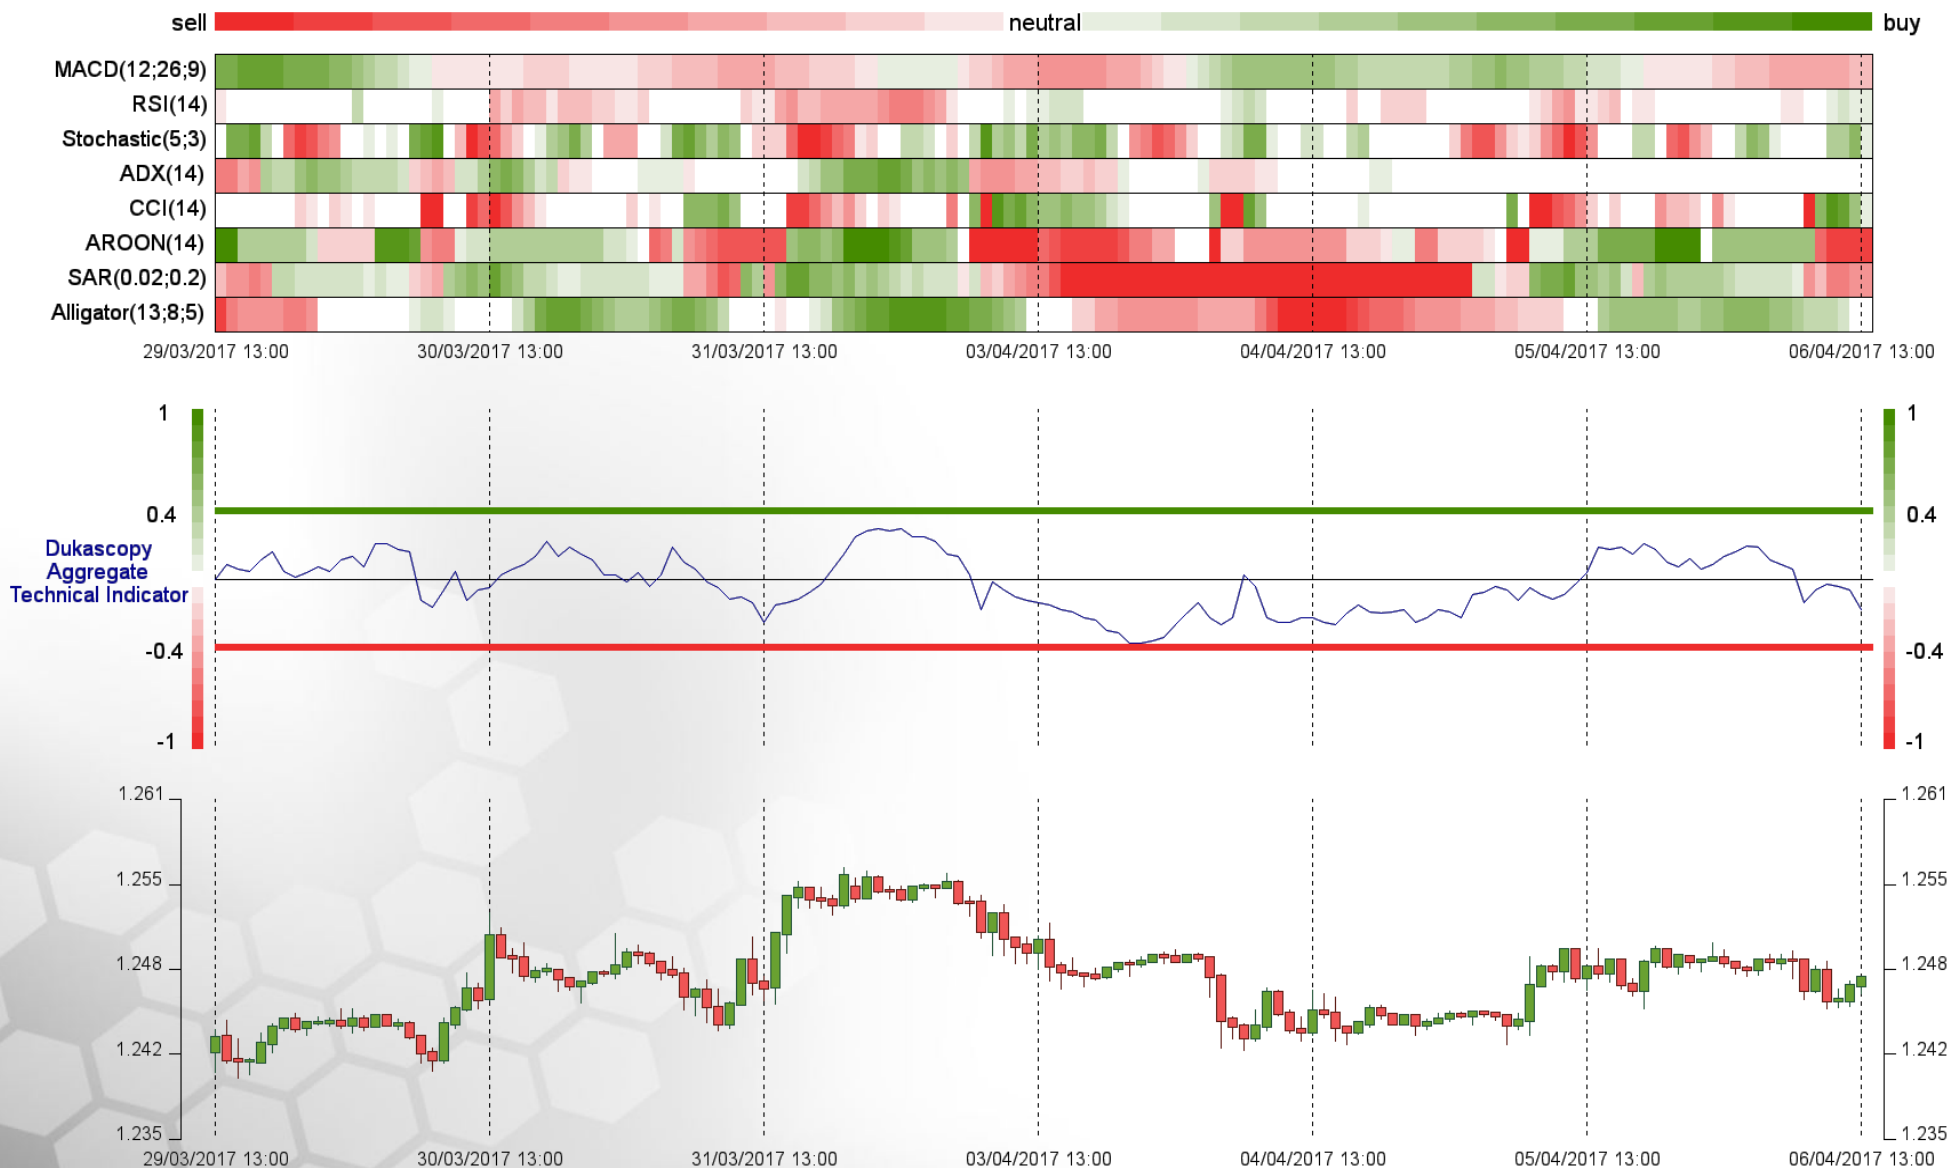 sell neutral buy
MACD(12;26;9)
RSI(14)
Stochastic(5;3)
ADX(14)
CCI(14)
AROON(14)
SAR(0.02;0.2)
Alligator(13;8;5)
29/03/2017 13:00 30/03/2017 13:00 31/03/2017 13:00 03/04/2017 13:00 04/04/2017 13:00 05/04/2017 13:00 06/04/2017 13:00
1 1
0.4 0.4
Dukascopy
Aggregate
Technical Indicator
-0.4 -0.4
-1 -1
1.261 1.261
1.255 1.255
1.248 1.248
1.242 1.242
1.235 1.235
29/03/2017 13:00 30/03/2017 13:00 31/03/2017 13:00 03/04/2017 13:00 04/04/2017 13:00 05/04/2017 13:00 06/04/2017 13:00